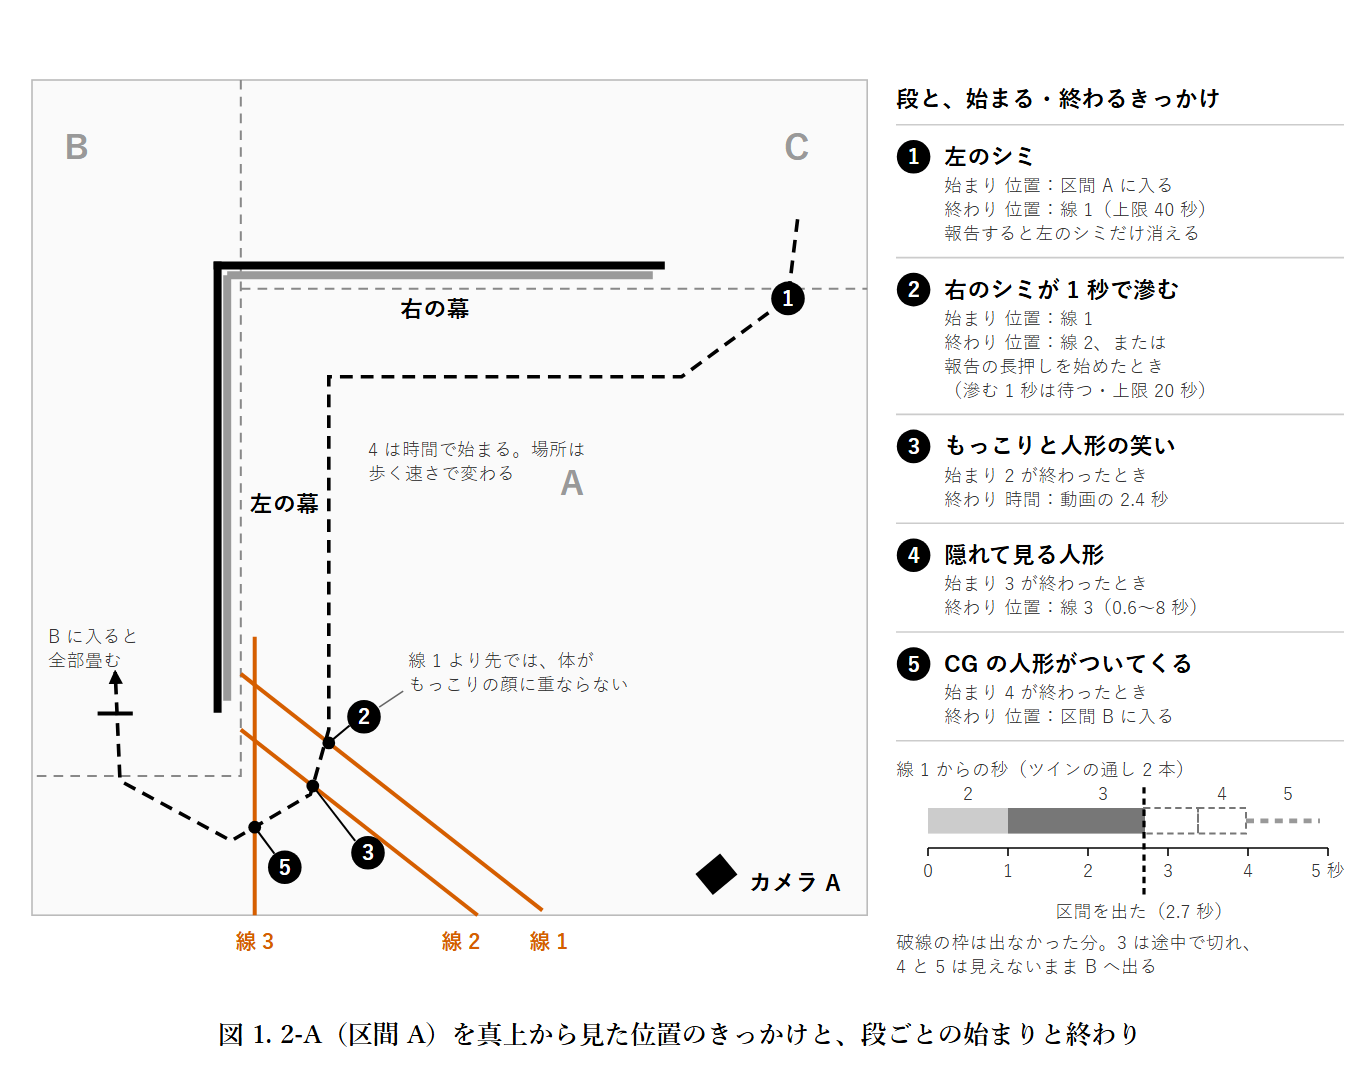 B
C
右の幕
1
4 は時間で始まる。場所は
歩く速さで変わる
A
左の幕
B に入ると
全部畳む
線 1 より先では、体が
もっこりの顔に重ならない
2
3
5
カメラ A
線 3
線 2
線 1
段と、始まる・終わるきっかけ
1 左のシミ
始まり 位置：区間 A に入る
終わり 位置：線 1（上限 40 秒）
報告すると左のシミだけ消える
2 右のシミが 1 秒で滲む
始まり 位置：線 1
終わり 位置：線 2、または
報告の長押しを始めたとき
（滲む 1 秒は待つ・上限 20 秒）
3 もっこりと人形の笑い
始まり 2 が終わったとき
終わり 時間：動画の 2.4 秒
4 隠れて見る人形
始まり 3 が終わったとき
終わり 位置：線 3（0.6〜8 秒）
5 CG の人形がついてくる
始まり 4 が終わったとき
終わり 位置：区間 B に入る
線 1 からの秒（ツインの通し 2 本）
2 3 4 5
0 1 2 3 4 5 秒
区間を出た（2.7 秒）
破線の枠は出なかった分。3 は途中で切れ、
4 と 5 は見えないまま B へ出る
図 1. 2-A（区間 A）を真上から見た位置のきっかけと、段ごとの始まりと終わり